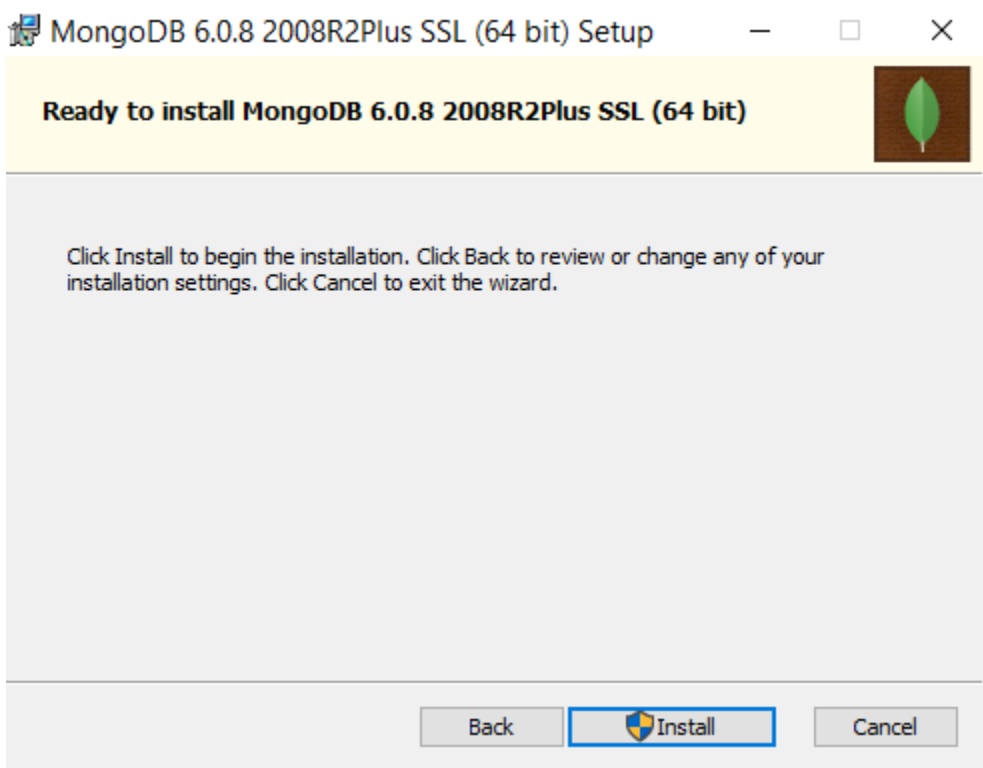 MongoDB 6.0.8 2008R2Plus SSL (64 bit) Setup
Ready to install MongoDB 6.0.8 2008R2Plus SSL (64 bit)
Click Install to begin the installation. Click Back to review or change any of your
installation settings. Click Cancel to exit the wizard.
Back Install Cancel